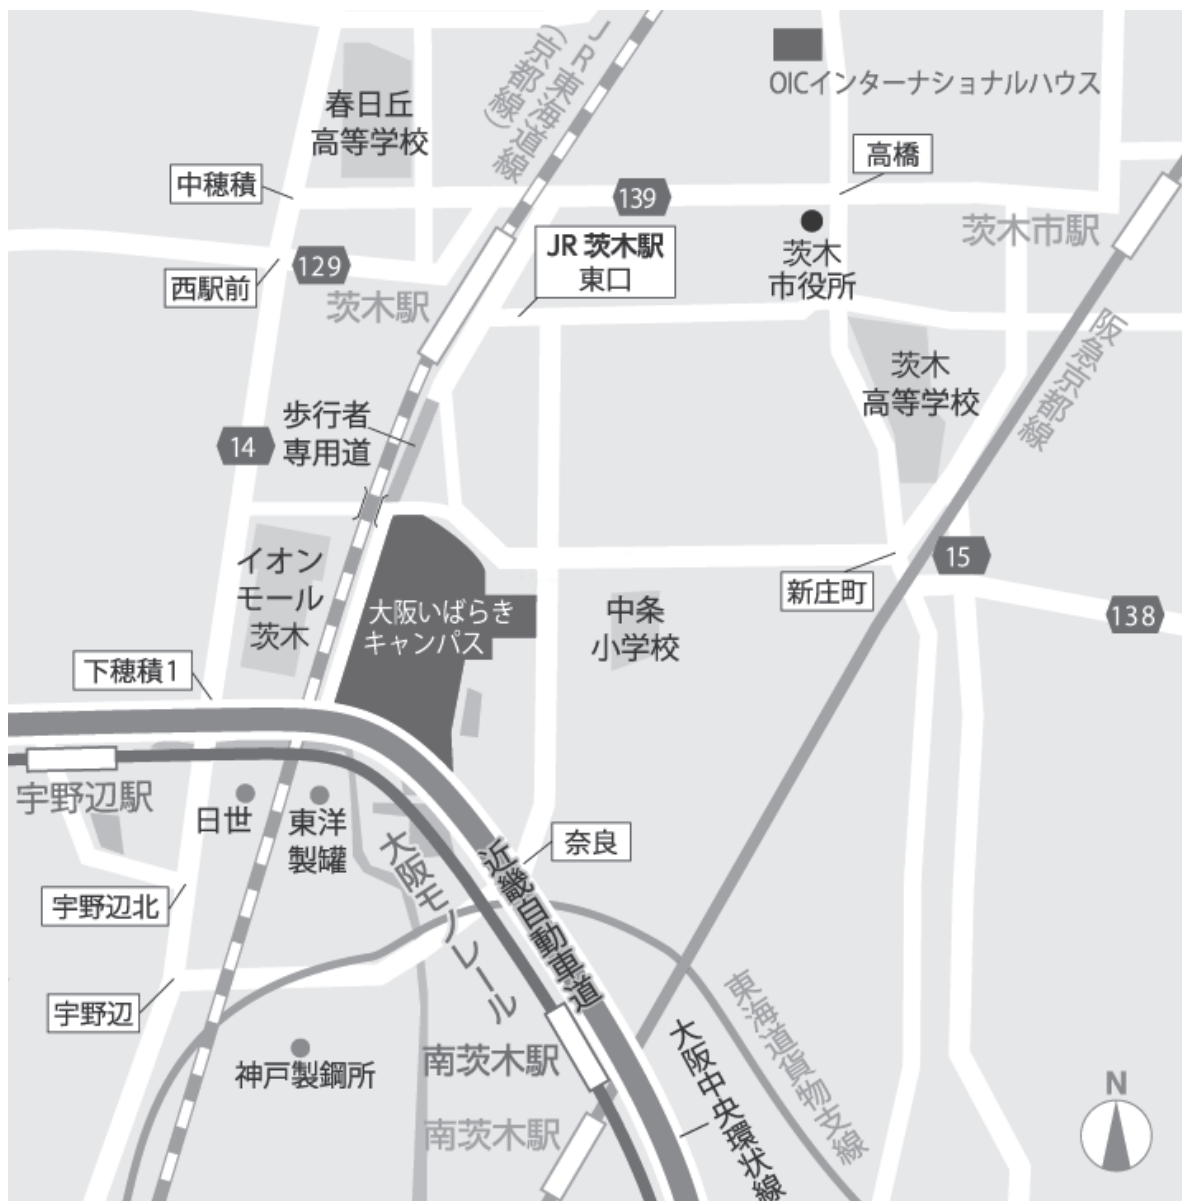 JR東海道線
(京都線)
OICインターナショナルハウス
春日丘
高等学校
高橋
中穂積
139
JR 茨木駅
東口
茨木
市役所
茨木市駅
129
西駅前
茨木駅
阪急京都線
茨木
高等学校
歩行者
専用道
14
イオン
モール
茨木
15
新庄町
大阪いばらき
キャンパス
中条
小学校
138
下穂積1
宇野辺駅
日世
東洋
製罐
大阪モノレール
近畿自動車道
奈良
宇野辺北
宇野辺
神戸製鋼所
南茨木駅
南茨木駅
大阪中央環状線
東海道貨物支線
N